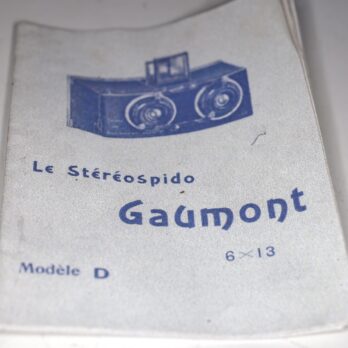 Le Stéréospido
Gaumont
6×13
Modèle D